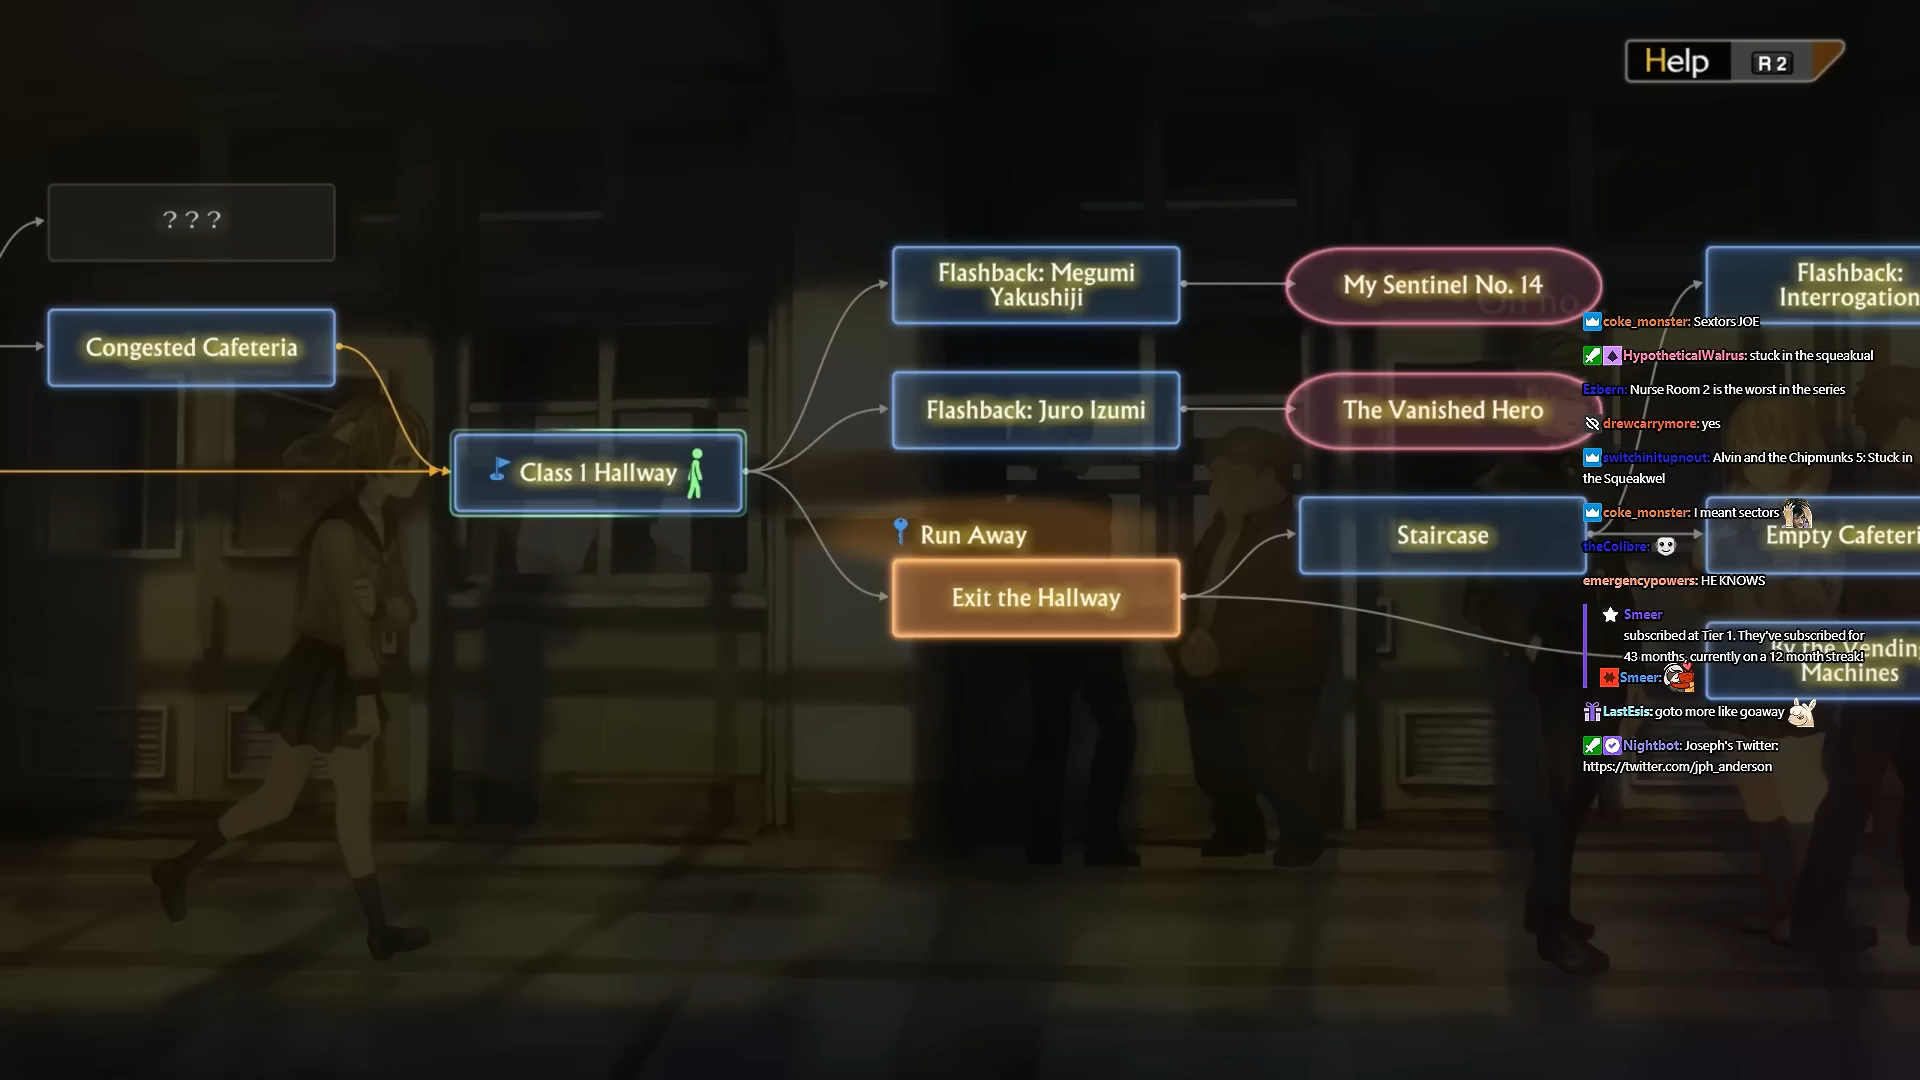 Help R2
???
Congested Cafeteria
Class 1 Hallway
Flashback: Megumi
Yakushiji
My Sentinel No. 14
Flashback:
Interrogation
Flashback: Juro Izumi
The Vanished Hero
Run Away
Exit the Hallway
Staircase
Empty Cafeteri
By the Vending
Machines
Oh no
coke_monster: Sextors JOE
HypotheticalWalrus: stuck in the squeakual
Ezbern: Nurse Room 2 is the worst in the series
drewcarrymore: yes
switchinitupnout: Alvin and the Chipmunks 5: Stuck in
the Squeakwel
coke_monster: I meant sectors
theColibre:
emergencypowers: HE KNOWS
Smeer
subscribed at Tier 1. They've subscribed for
43 months, currently on a 12 month streak!
Smeer:
LastEsis: goto more like goaway
Nightbot: Joseph's Twitter:
https://twitter.com/jph_anderson